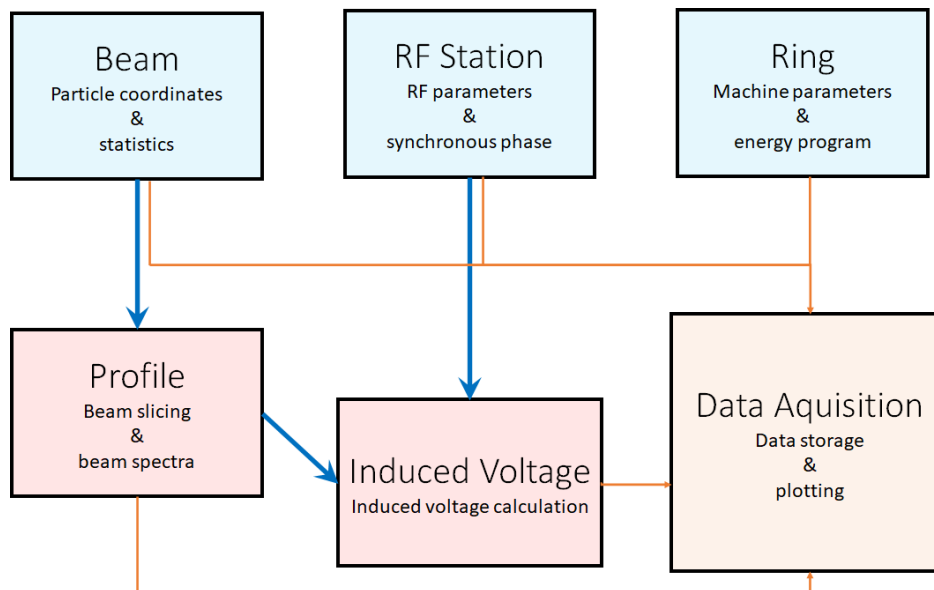 Beam
Particle coordinates
&
statistics
RF Station
RF parameters
&
synchronous phase
Ring
Machine parameters
&
energy program
Profile
Beam slicing
&
beam spectra
Induced Voltage
Induced voltage calculation
Data Aquisition
Data storage
&
plotting